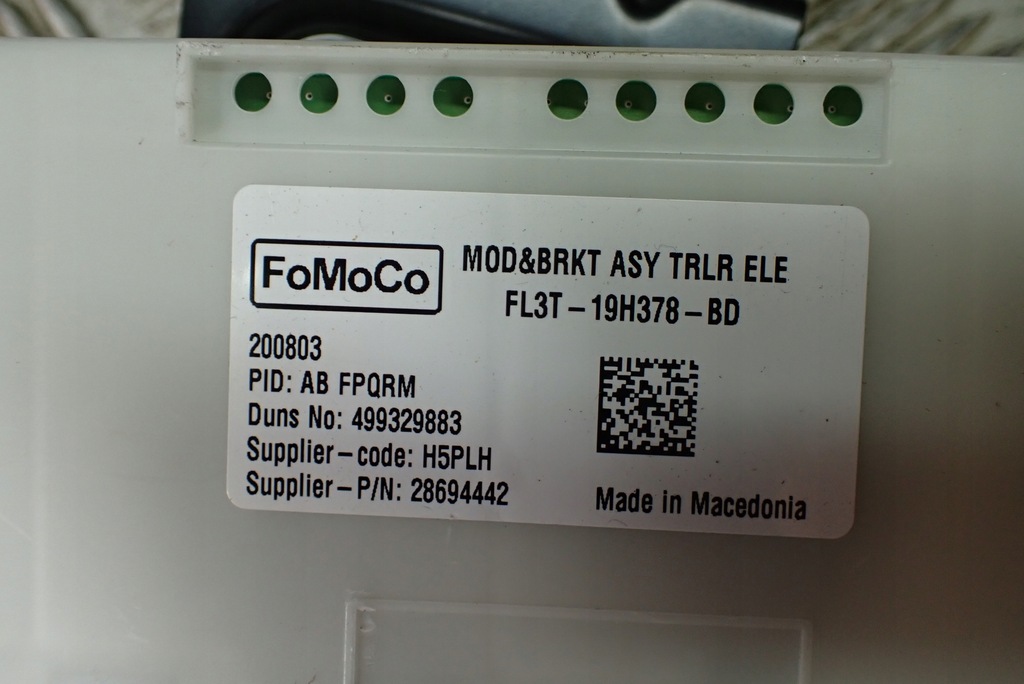 FoMoCo
MOD&BRKT ASY TRLR ELE
FL3T-19H378-BD
200803
PID: AB FPQRM
Duns No: 499329883
Supplier-code: H5PLH
Supplier-P/N: 28694442
Made in Macedonia